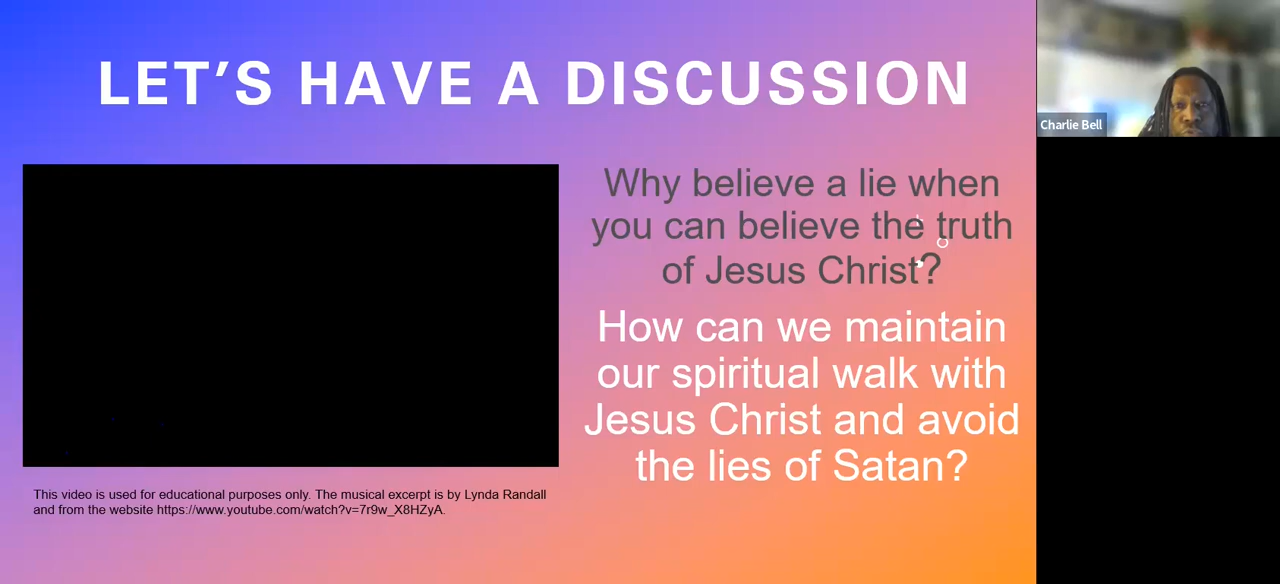 LET’S HAVE A DISCUSSION
Charlie Bell
Why believe a lie when
you can believe the truth
of Jesus Christ?
How can we maintain
our spiritual walk with
Jesus Christ and avoid
the lies of Satan?
This video is used for educational purposes only. The musical excerpt is by Lynda Randall
and from the website https://www.youtube.com/watch?v=7r9w_X8HZyA.